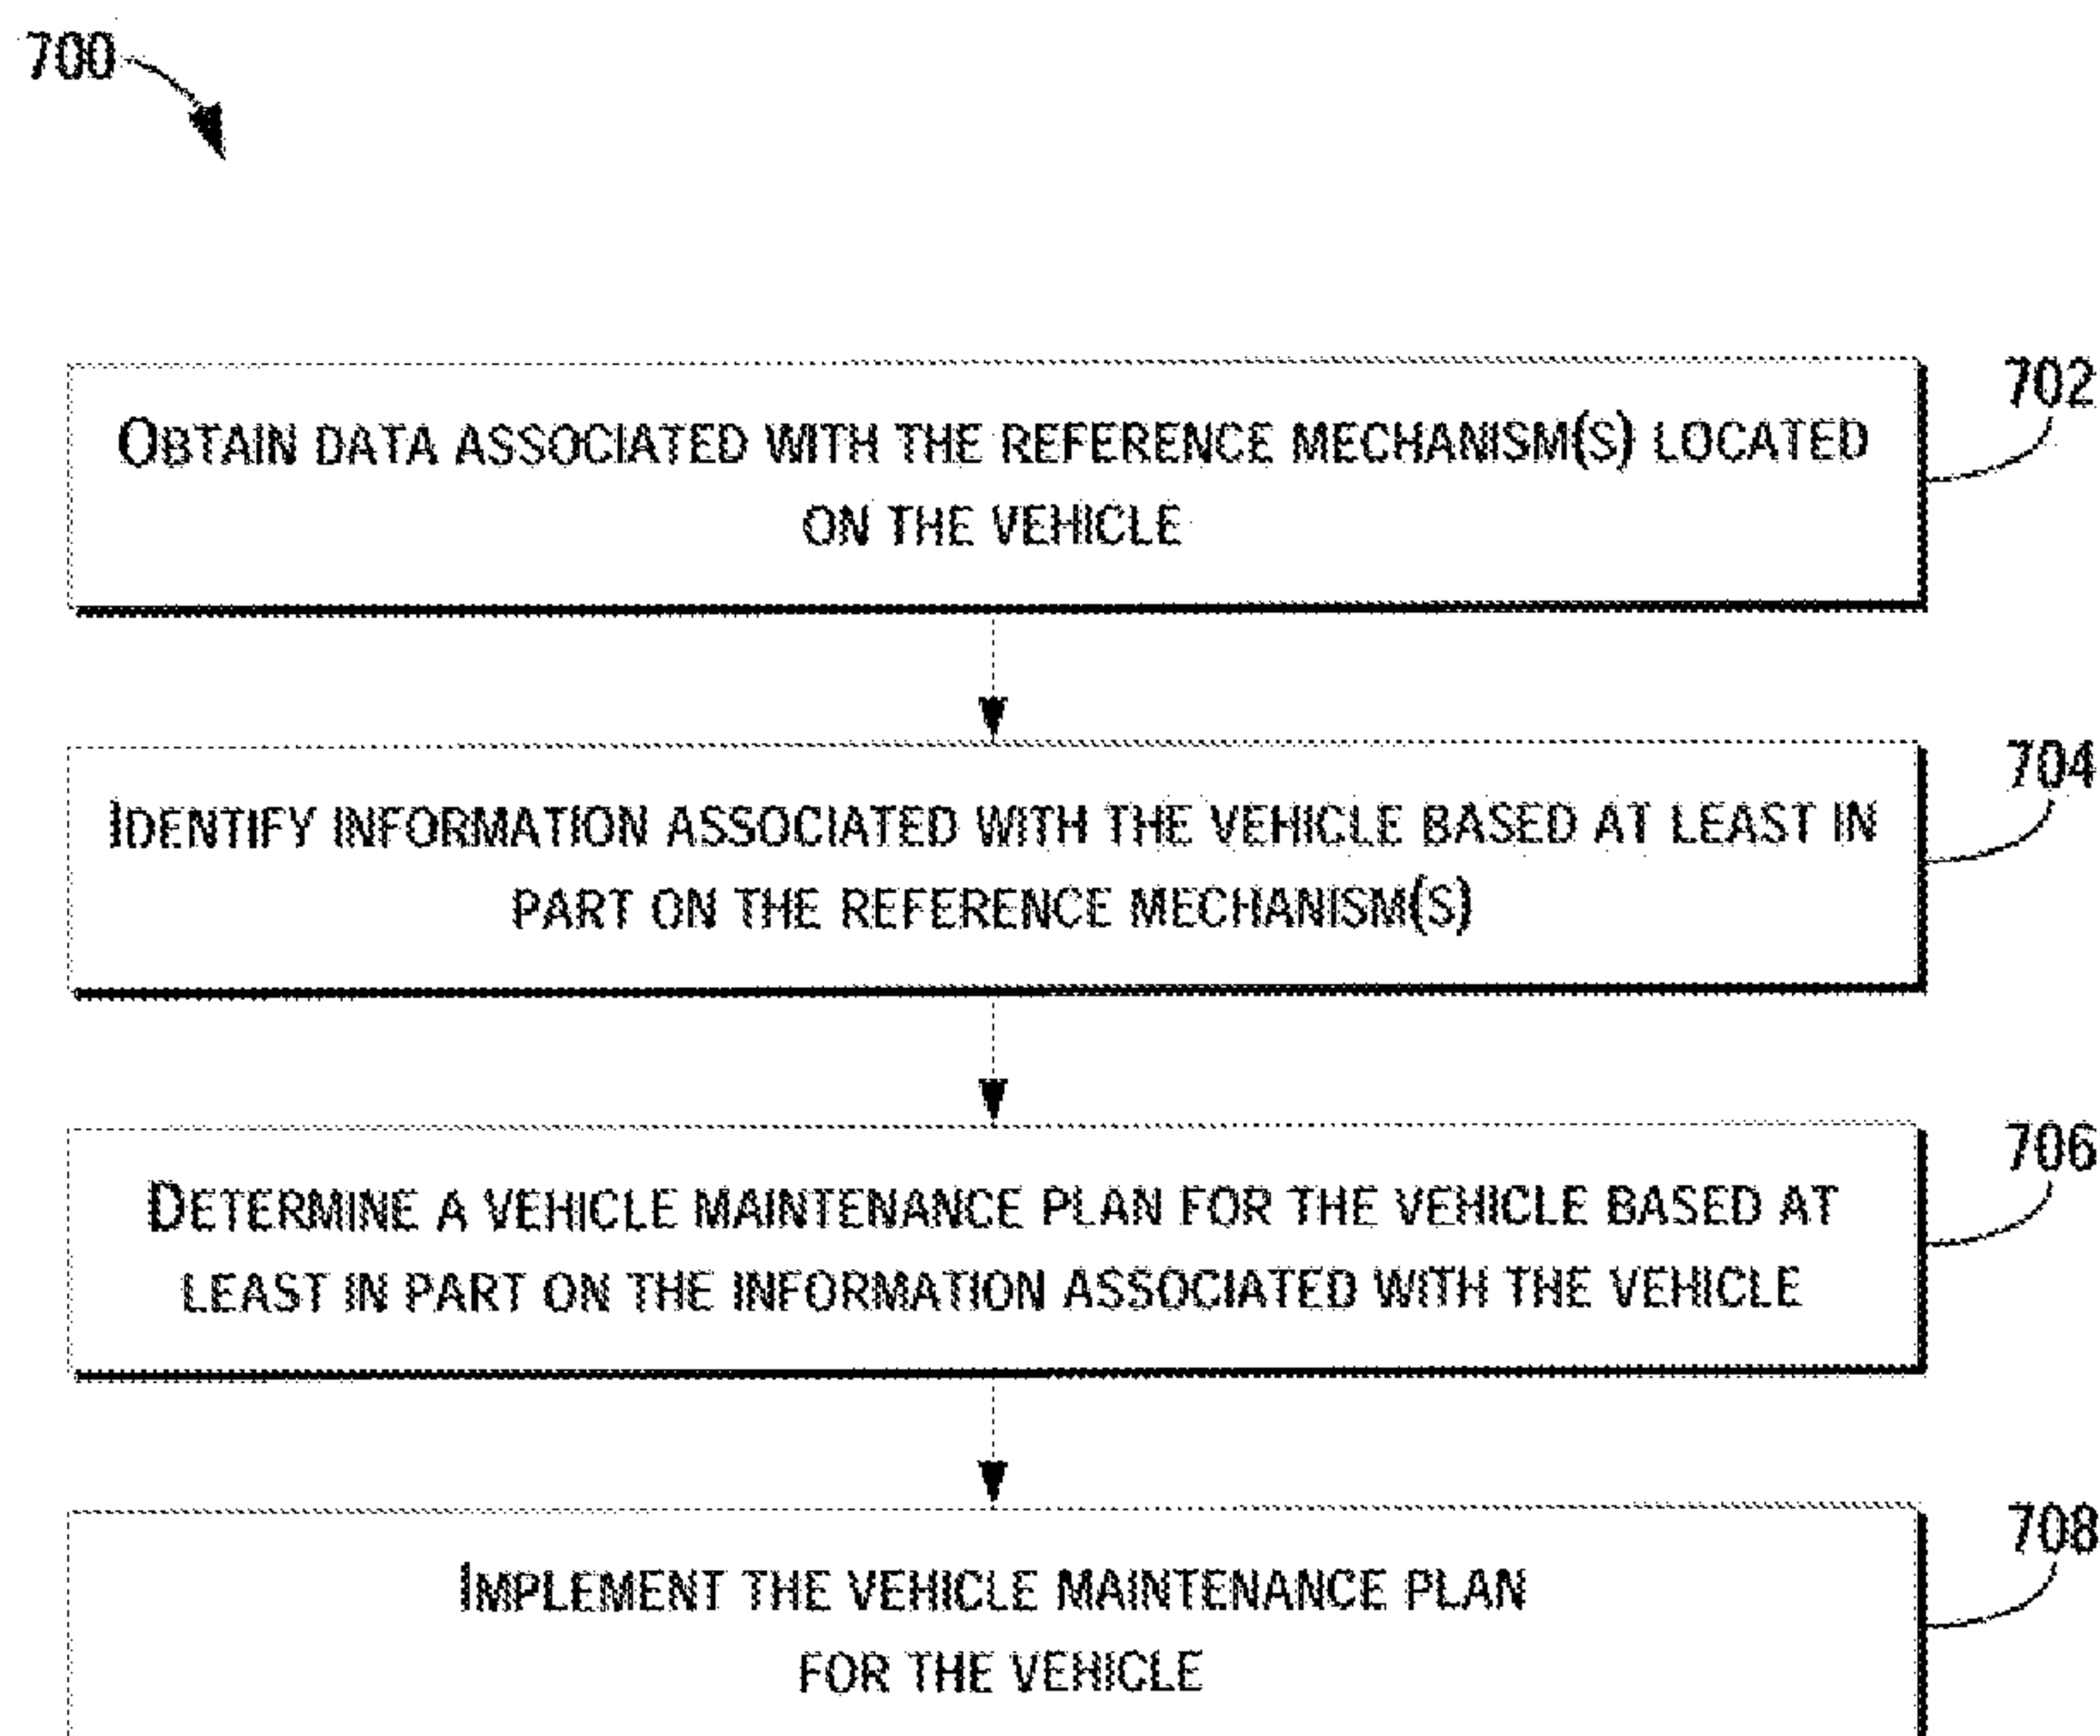 700
702
OBTAIN DATA ASSOCIATED WITH THE REFERENCE MECHANISM(S) LOCATED
ON THE VEHICLE
704
IDENTIFY INFORMATION ASSOCIATED WITH THE VEHICLE BASED AT LEAST IN
PART ON THE REFERENCE MECHANISM(S)
706
DETERMINE A VEHICLE MAINTENANCE PLAN FOR THE VEHICLE BASED AT
LEAST IN PART ON THE INFORMATION ASSOCIATED WITH THE VEHICLE
708
IMPLEMENT THE VEHICLE MAINTENANCE PLAN
FOR THE VEHICLE